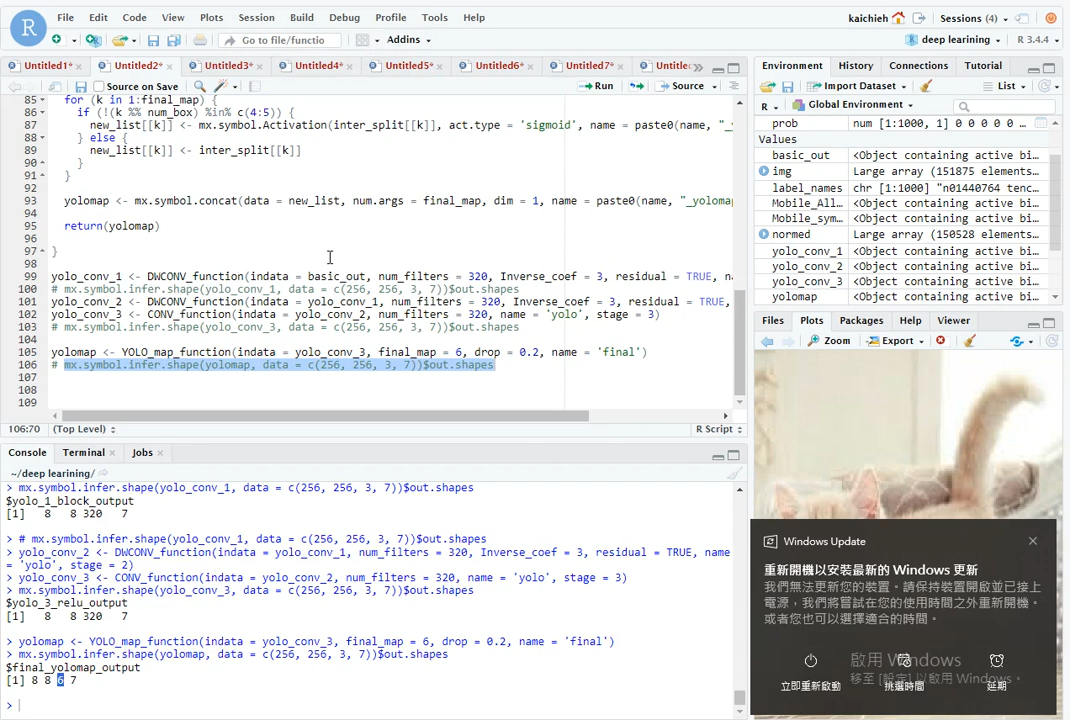 File Edit Code View Plots Session Build Debug Profile Tools Help
kaichieh
Sessions (4)
Go to file/functio
Addins
deep learining
R 3.4.4
Untitled1*
Untitled2*
Untitled3*
Untitled4*
Untitled5*
Untitled6*
Untitled7*
Untitle
Source on Save
Run
Source
85 for (k in 1:final_map) {
86 if (!(k %% num_box) %in% c(4:5)) {
87 new_list[[k]] <- mx.symbol.Activation(inter_split[[k]], act.type = 'sigmoid', name = paste0(name, "_y
88 } else {
89 new_list[[k]] <- inter_split[[k]]
90 }
91 }
92
93 yolomap <- mx.symbol.concat(data = new_list, num.args = final_map, dim = 1, name = paste0(name, "_yolomap
94
95 return(yolomap)
96
97 }
98
99 yolo_conv_1 <- DWCONV_function(indata = basic_out, num_filters = 320, Inverse_coef = 3, residual = TRUE, n
100 # mx.symbol.infer.shape(yolo_conv_1, data = c(256, 256, 3, 7))$out.shapes
101 yolo_conv_2 <- DWCONV_function(indata = yolo_conv_1, num_filters = 320, Inverse_coef = 3, residual = TRUE,
102 yolo_conv_3 <- CONV_function(indata = yolo_conv_2, num_filters = 320, name = 'yolo', stage = 3)
103 # mx.symbol.infer.shape(yolo_conv_3, data = c(256, 256, 3, 7))$out.shapes
104
105 yolomap <- YOLO_map_function(indata = yolo_conv_3, final_map = 6, drop = 0.2, name = 'final')
106 # mx.symbol.infer.shape(yolomap, data = c(256, 256, 3, 7))$out.shapes
107
108
109
106:70 (Top Level)
R Script
Console Terminal Jobs
~/deep learining/
> mx.symbol.infer.shape(yolo_conv_1, data = c(256, 256, 3, 7))$out.shapes
$yolo_1_block_output
[1] 8 8 320 7
> # mx.symbol.infer.shape(yolo_conv_1, data = c(256, 256, 3, 7))$out.shapes
> yolo_conv_2 <- DWCONV_function(indata = yolo_conv_1, num_filters = 320, Inverse_coef = 3, residual = TRUE, name
= 'yolo', stage = 2)
> yolo_conv_3 <- CONV_function(indata = yolo_conv_2, num_filters = 320, name = 'yolo', stage = 3)
> mx.symbol.infer.shape(yolo_conv_3, data = c(256, 256, 3, 7))$out.shapes
$yolo_3_relu_output
[1] 8 8 320 7
> yolomap <- YOLO_map_function(indata = yolo_conv_3, final_map = 6, drop = 0.2, name = 'final')
> mx.symbol.infer.shape(yolomap, data = c(256, 256, 3, 7))$out.shapes
$final_yolomap_output
[1] 8 8 6 7
>
Environment History Connections Tutorial
Import Dataset
List
R
Global Environment
prob num [1:1000, 1] 0 0 0 0 0 ...
Values
basic_out <Object containing active bi...
img Large array (151875 elements...
label_names chr [1:1000] "n01440764 tenc...
Mobile_All... <Object containing active bi...
Mobile_sym... <Object containing active bi...
normed Large array (150528 elements...
yolo_conv_1 <Object containing active bi...
yolo_conv_2 <Object containing active bi...
yolo_conv_3 <Object containing active bi...
yolomap <Object containing active bi...
Files Plots Packages Help Viewer
Zoom
Export
Windows Update
重新開機以安裝最新的 Windows 更新
我們無法更新您的裝置。請保持裝置開啟並已接上
電源，我們將嘗試在您的使用時間之外重新開機。
或者您也可以選擇適合的時間。
啟用 Windows
移至 [設定] 以啟用 Windows。
立即重新啟動
挑選時間
延期